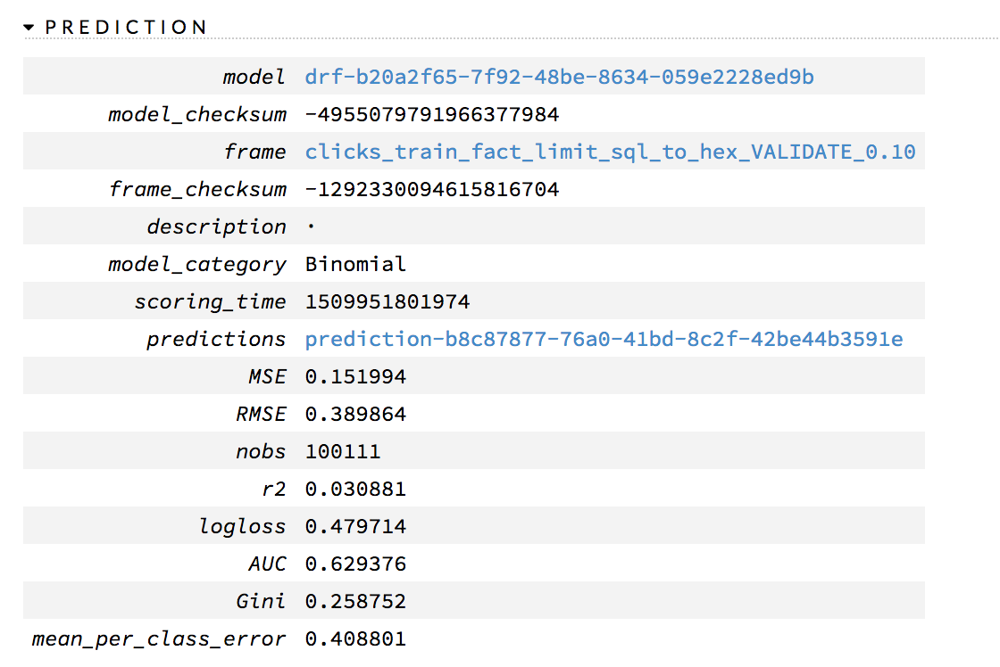 PREDICTION
model drf-b20a2f65-7f92-48be-8634-059e2228ed9b
model_checksum -4955079791966377984
frame clicks_train_fact_limit_sql_to_hex_VALIDATE_0.10
frame_checksum -1292330094615816704
description ·
model_category Binomial
scoring_time 1509951801974
predictions prediction-b8c87877-76a0-41bd-8c2f-42be44b3591e
MSE 0.151994
RMSE 0.389864
nobs 100111
r2 0.030881
logloss 0.479714
AUC 0.629376
Gini 0.258752
mean_per_class_error 0.408801